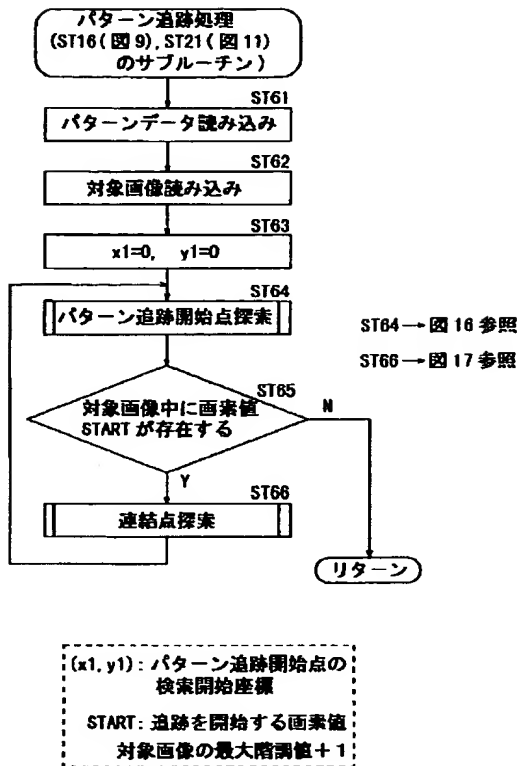 パターン追跡処理
(ST16(図9),ST21(図11)
のサブルーチン)
ST61
パターンデータ読み込み
ST62
対象画像読み込み
ST63
x1=0, y1=0
ST64
パターン追跡開始点探索
ST64→図16参照
ST66→図17参照
ST65
対象画像中に画素値
STARTが存在する
N
Y
ST66
連結点探索
リターン
(x1,y1):パターン追跡開始点の
検索開始座標
START:追跡を開始する画素値
対象画像の最大階調値+1